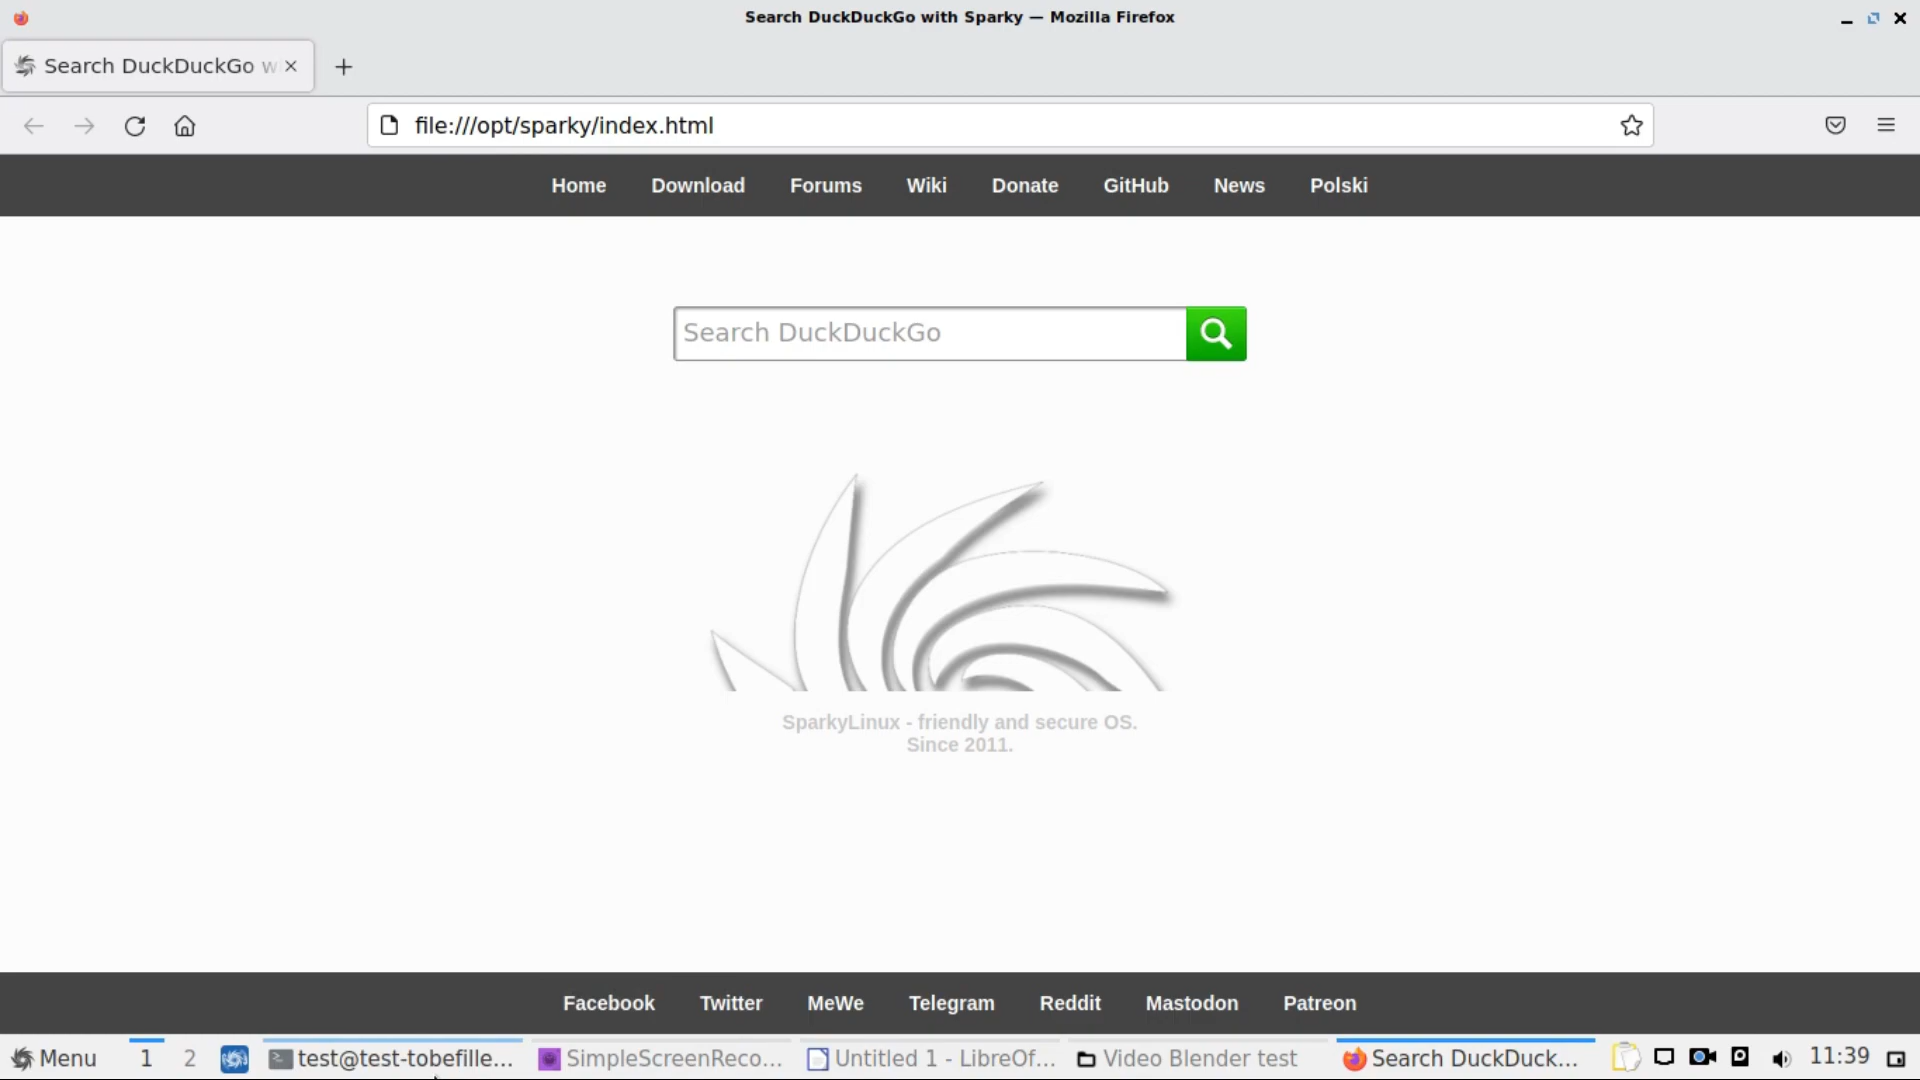 Search DuckDuckGo with Sparky — Mozilla Firefox
Search DuckDuckGo w
file:///opt/sparky/index.html
Home Download Forums Wiki Donate GitHub News Polski
Search DuckDuckGo
SparkyLinux - friendly and secure OS.
Since 2011.
Facebook Twitter MeWe Telegram Reddit Mastodon Patreon
Menu 1 2 test@test-tobefille... SimpleScreenReco... Untitled 1 - LibreOf... Video Blender test Search DuckDuck... 11:39